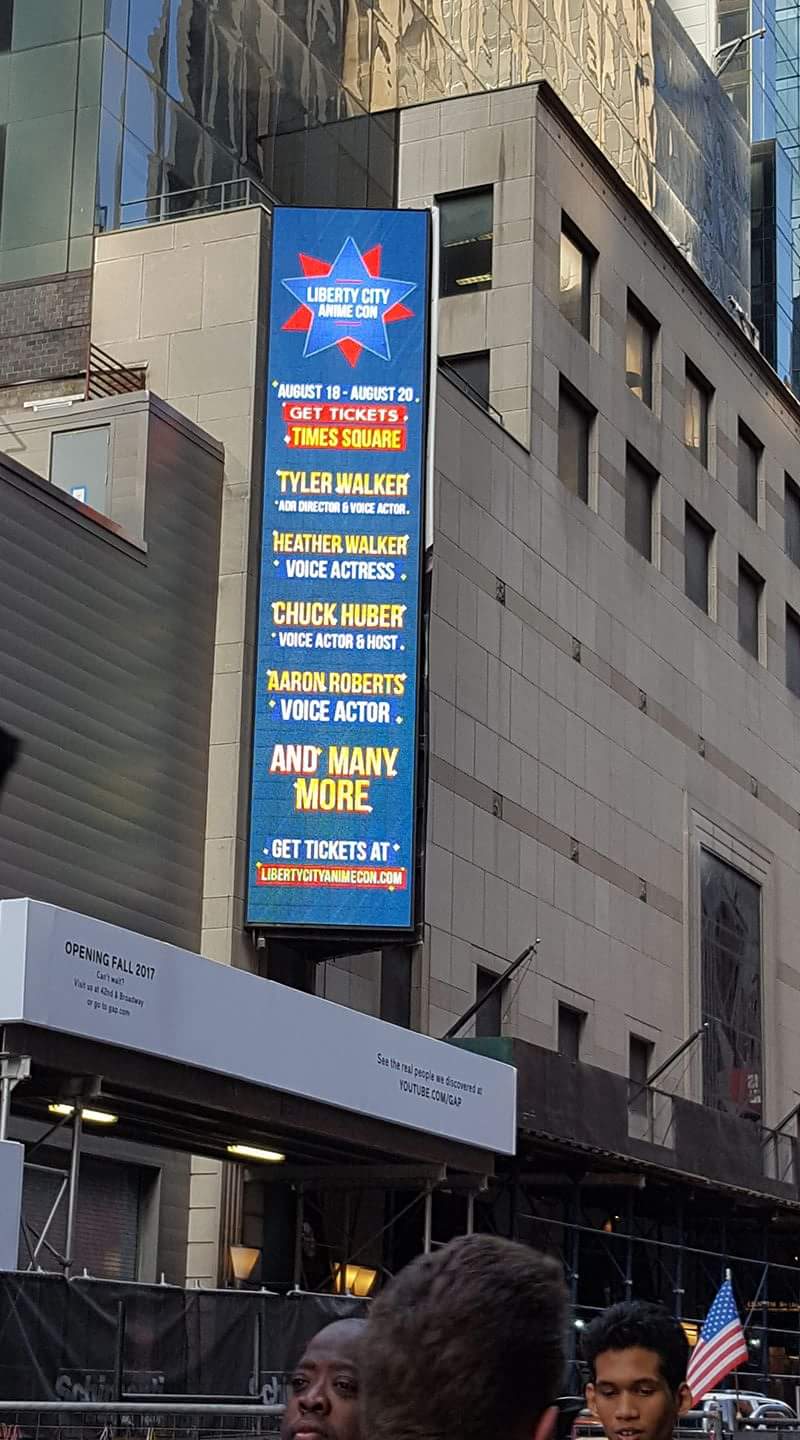 LIBERTY CITY
ANIME CON
AUGUST 18 - AUGUST 20
GET TICKETS
TIMES SQUARE
TYLER WALKER
ADR DIRECTOR & VOICE ACTOR
HEATHER WALKER
VOICE ACTRESS
CHUCK HUBER
VOICE ACTOR & HOST
AARON ROBERTS
VOICE ACTOR
AND MANY
MORE
GET TICKETS AT
LIBERTYCITYANIMECON.COM
OPENING FALL 2017
Can't wait?
Visit us at 42nd & Broadway
or go to gap.com
See the real people we discovered at
YOUTUBE.COM/GAP